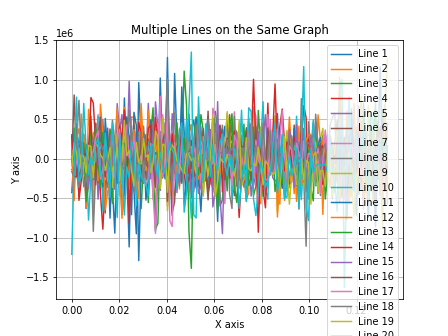 Multiple Lines on the Same Graph
1e6
1.5
1.0
0.5
0.0
−0.5
−1.0
−1.5
Y axis
0.00
0.02
0.04
0.06
0.08
0.10
X axis
Line 1
Line 2
Line 3
Line 4
Line 5
Line 6
Line 7
Line 8
Line 9
Line 10
Line 11
Line 12
Line 13
Line 14
Line 15
Line 16
Line 17
Line 18
Line 19
Line 20